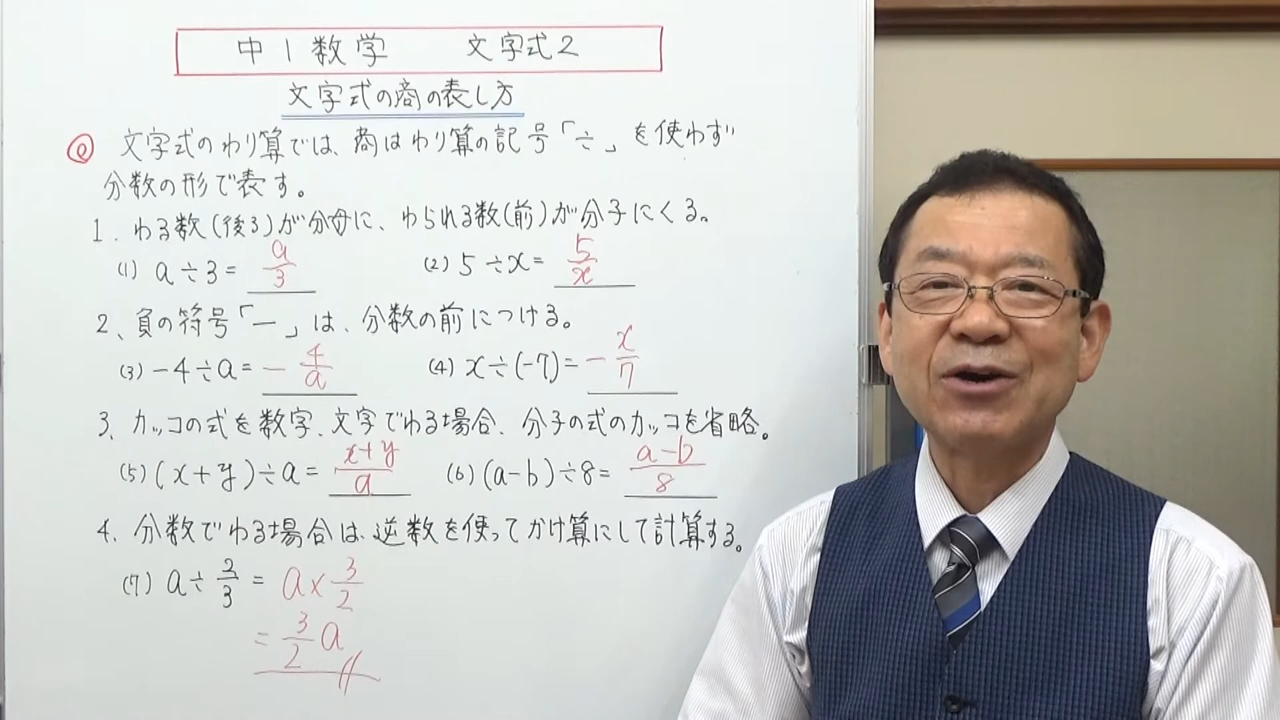 中1数学 文字式2
文字式の商の表し方
◎ 文字式のわり算では、商はわり算の記号「÷」を使わず
分数の形で表す。
1. わる数(後ろ)が分母に、わられる数(前)が分子にくる。
(1) a÷3= a/3 (2) 5÷x= 5/x
2、負の符号「−」は、分数の前につける。
(3) −4÷a= −4/a (4) x÷(−7)= −x/7
3、カッコの式を数字、文字でわる場合、分子の式のカッコを省略。
(5) (x+y)÷a= x+y/a (6) (a−b)÷8= a−b/8
4、分数でわる場合は、逆数を使ってかけ算にして計算する。
(7) a÷2/3 = a×3/2
= 3/2 a